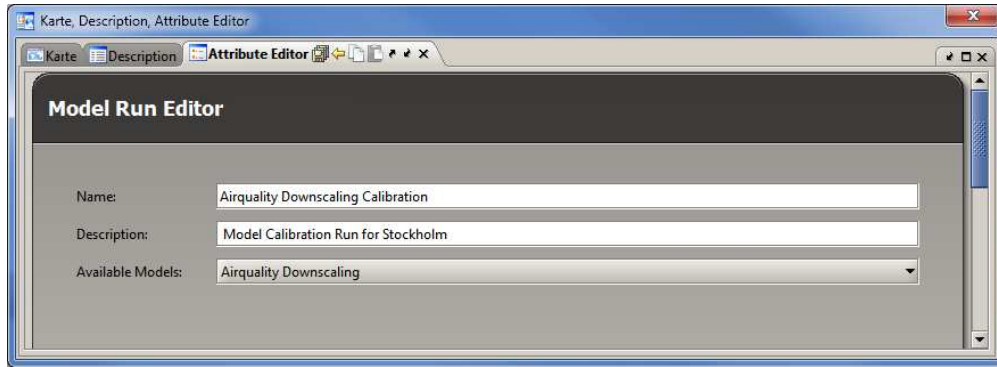 Karte, Description, Attribute Editor
Karte Description Attribute Editor
Model Run Editor
Name: Airquality Downscaling Calibration
Description: Model Calibration Run for Stockholm
Available Models: Airquality Downscaling